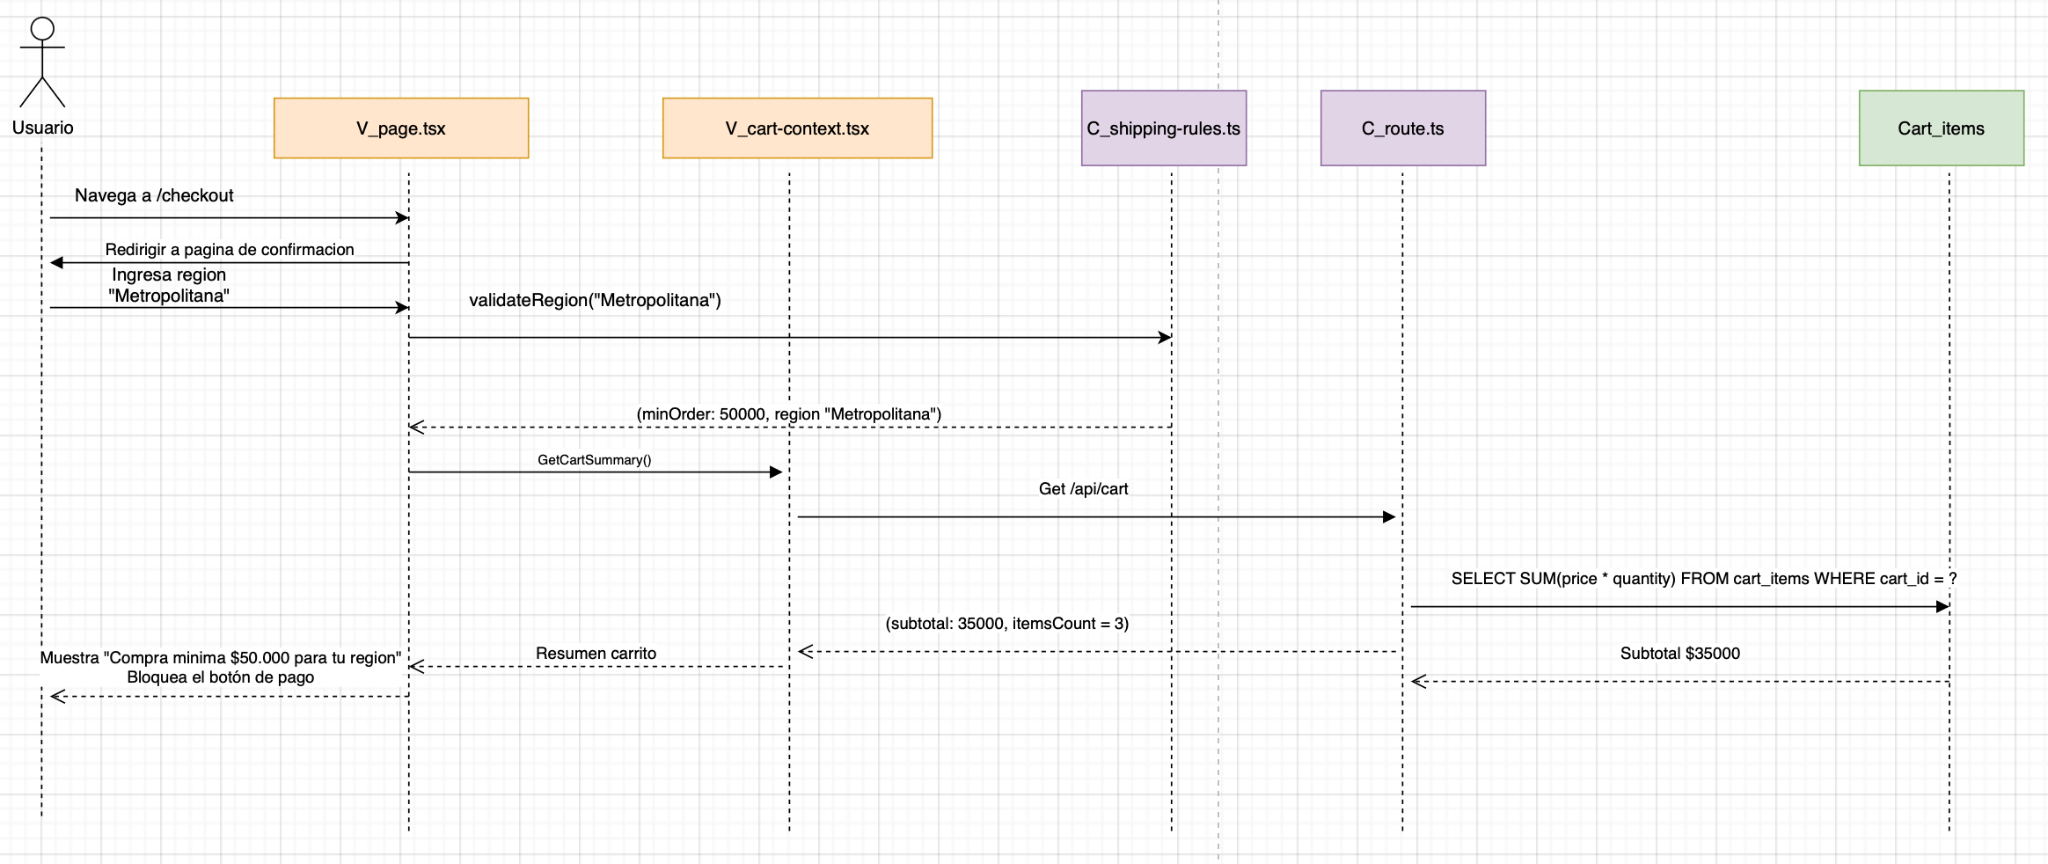 Usuario
V_page.tsx
V_cart-context.tsx
C_shipping-rules.ts
C_route.ts
Cart_items
Navega a /checkout
Redirigir a pagina de confirmacion
Ingresa region
"Metropolitana"
validateRegion("Metropolitana")
(minOrder: 50000, region "Metropolitana")
GetCartSummary()
Get /api/cart
SELECT SUM(price * quantity) FROM cart_items WHERE cart_id = ?
(subtotal: 35000, itemsCount = 3)
Resumen carrito
Subtotal $35000
Muestra "Compra minima $50.000 para tu region"
Bloquea el botón de pago